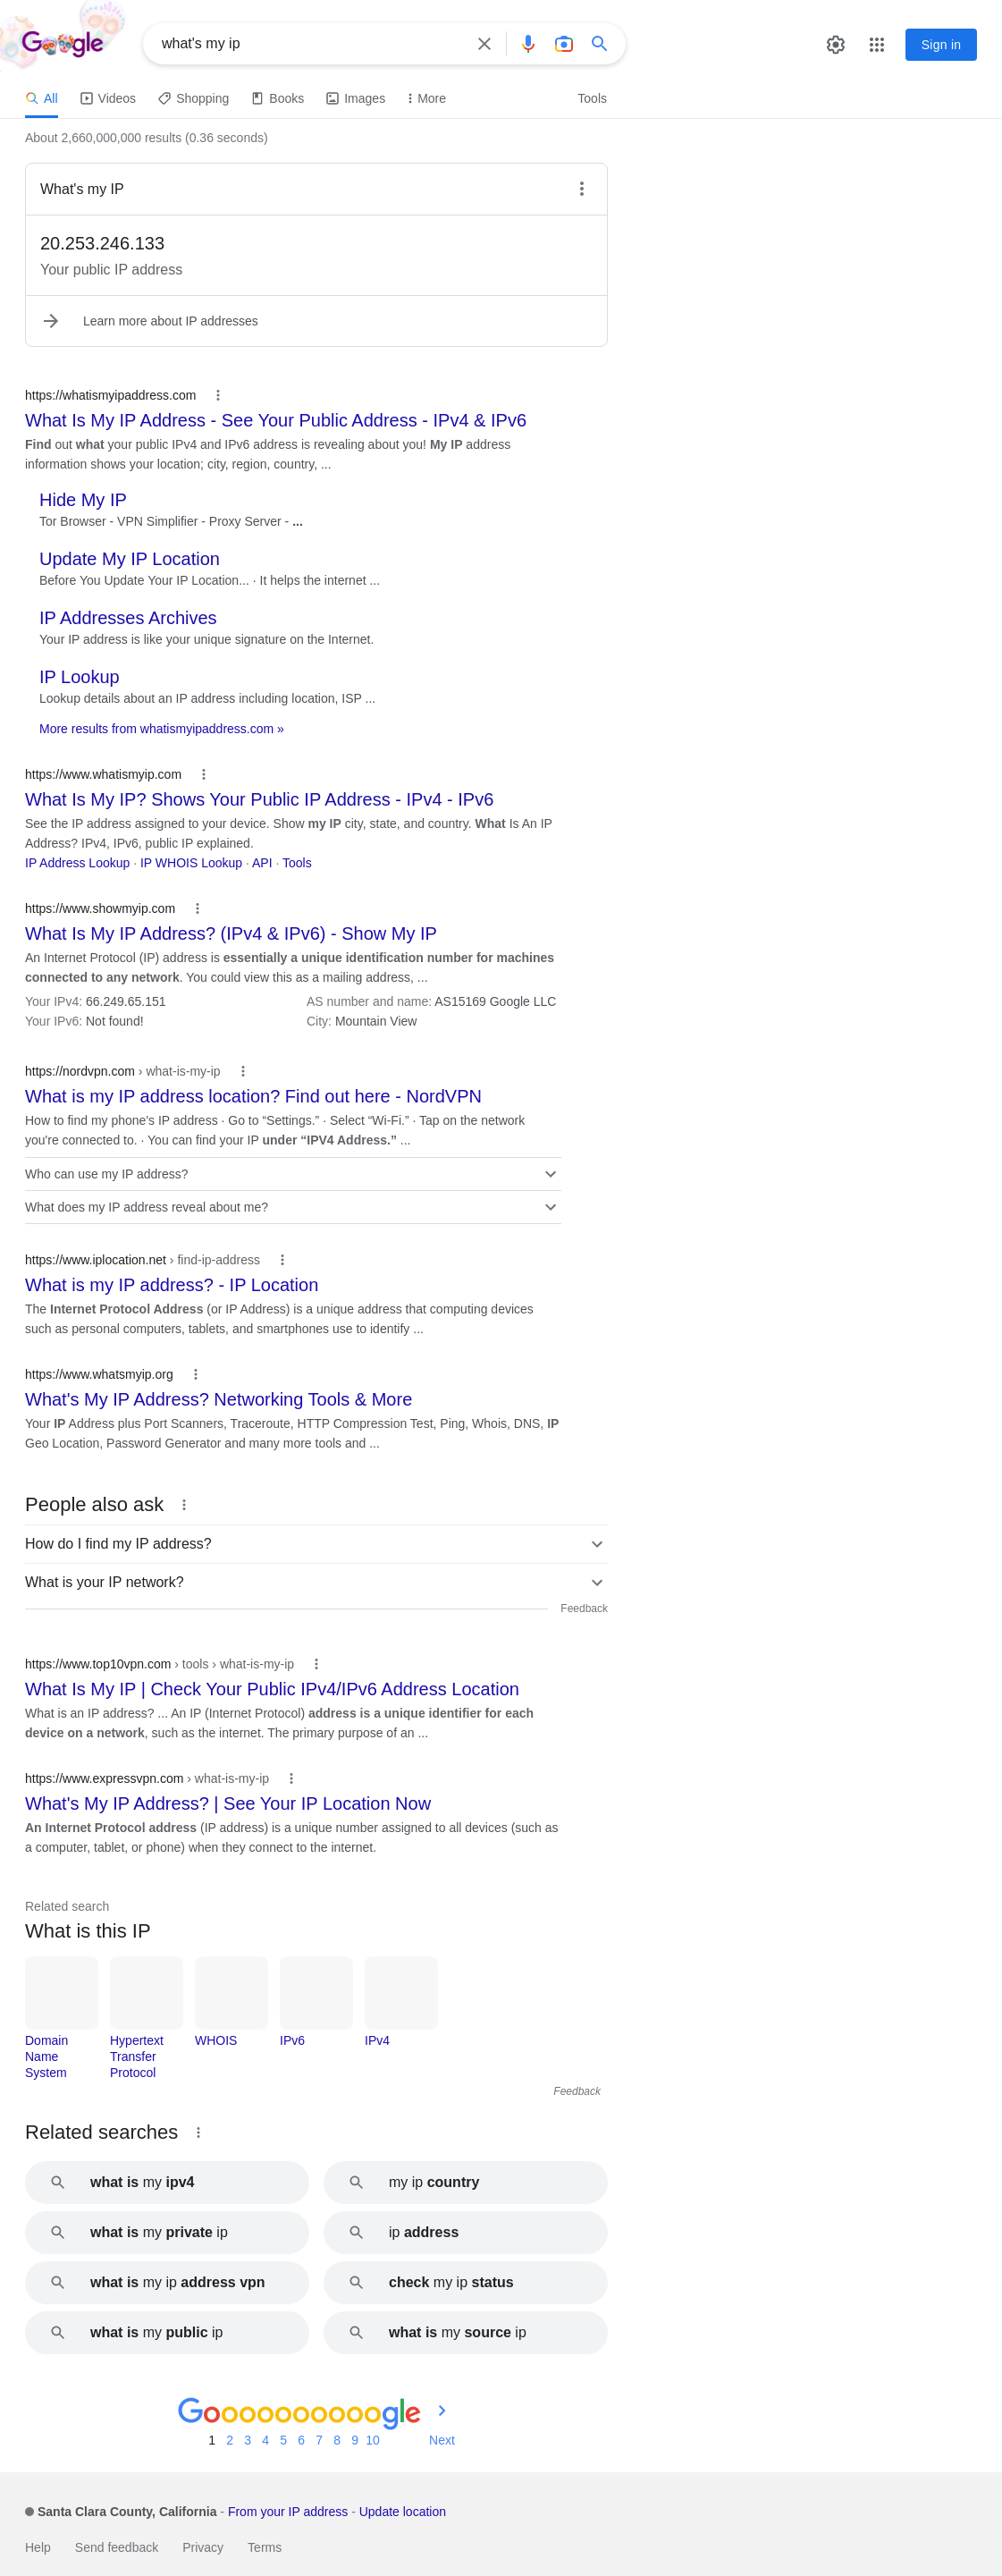 Google
what's my ip
Sign in
All Videos Shopping Books Images More Tools
About 2,660,000,000 results (0.36 seconds)
What's my IP
20.253.246.133
Your public IP address
Learn more about IP addresses
https://whatismyipaddress.com
What Is My IP Address - See Your Public Address - IPv4 & IPv6
Find out what your public IPv4 and IPv6 address is revealing about you! My IP address
information shows your location; city, region, country, ...
Hide My IP
Tor Browser - VPN Simplifier - Proxy Server - ...
Update My IP Location
Before You Update Your IP Location... · It helps the internet ...
IP Addresses Archives
Your IP address is like your unique signature on the Internet.
IP Lookup
Lookup details about an IP address including location, ISP ...
More results from whatismyipaddress.com »
https://www.whatismyip.com
What Is My IP? Shows Your Public IP Address - IPv4 - IPv6
See the IP address assigned to your device. Show my IP city, state, and country. What Is An IP
Address? IPv4, IPv6, public IP explained.
IP Address Lookup · IP WHOIS Lookup · API · Tools
https://www.showmyip.com
What Is My IP Address? (IPv4 & IPv6) - Show My IP
An Internet Protocol (IP) address is essentially a unique identification number for machines
connected to any network. You could view this as a mailing address, ...
Your IPv4: 66.249.65.151 AS number and name: AS15169 Google LLC
Your IPv6: Not found! City: Mountain View
https://nordvpn.com › what-is-my-ip
What is my IP address location? Find out here - NordVPN
How to find my phone's IP address · Go to “Settings.” · Select “Wi-Fi.” · Tap on the network
you're connected to. · You can find your IP under “IPV4 Address.” ...
Who can use my IP address?
What does my IP address reveal about me?
https://www.iplocation.net › find-ip-address
What is my IP address? - IP Location
The Internet Protocol Address (or IP Address) is a unique address that computing devices
such as personal computers, tablets, and smartphones use to identify ...
https://www.whatsmyip.org
What's My IP Address? Networking Tools & More
Your IP Address plus Port Scanners, Traceroute, HTTP Compression Test, Ping, Whois, DNS, IP
Geo Location, Password Generator and many more tools and ...
People also ask
How do I find my IP address?
What is your IP network?
Feedback
https://www.top10vpn.com › tools › what-is-my-ip
What Is My IP | Check Your Public IPv4/IPv6 Address Location
What is an IP address? ... An IP (Internet Protocol) address is a unique identifier for each
device on a network, such as the internet. The primary purpose of an ...
https://www.expressvpn.com › what-is-my-ip
What's My IP Address? | See Your IP Location Now
An Internet Protocol address (IP address) is a unique number assigned to all devices (such as
a computer, tablet, or phone) when they connect to the internet.
Related search
What is this IP
Domain Hypertext WHOIS IPv6 IPv4
Name Transfer
System Protocol
Feedback
Related searches
what is my ipv4 my ip country
what is my private ip ip address
what is my ip address vpn check my ip status
what is my public ip what is my source ip
Goooooooooogle
1 2 3 4 5 6 7 8 9 10 Next
Santa Clara County, California - From your IP address - Update location
Help Send feedback Privacy Terms